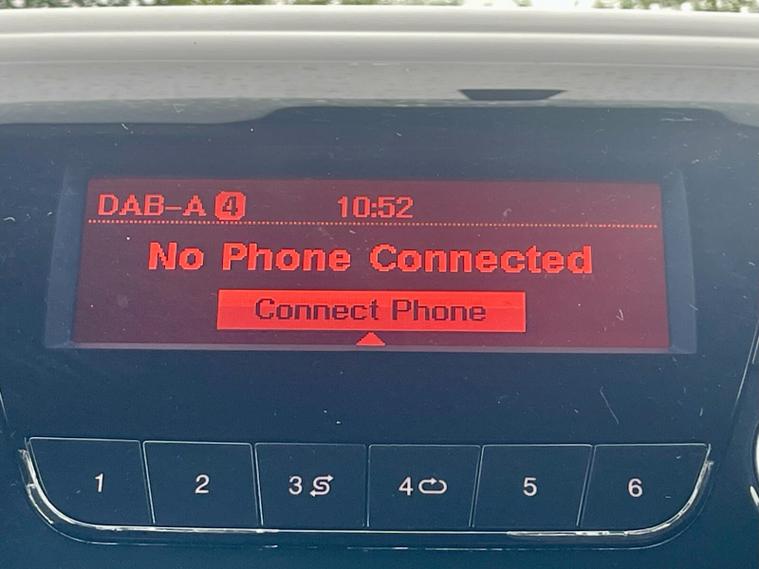 DAB-A 4 10:52
No Phone Connected
Connect Phone
1 2 3 4 5 6